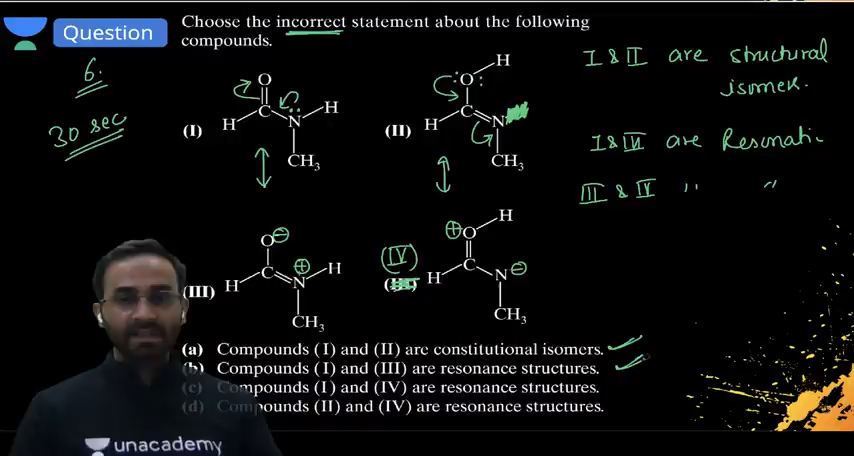 Question
Choose the incorrect statement about the following
compounds.
6.
30 sec
I & II are structural
isomer.
I & III are Resonatic
III & IV " "
O
H
C
N
H
CH3
(I)
H
:O:
H
C
N
CH3
(II)
O⊖
H
C
⊕
N
H
CH3
(III)
H
⊕O
H
C
N⊖
CH3
(IV)
(a) Compounds (I) and (II) are constitutional isomers.
(b) Compounds (I) and (III) are resonance structures.
(c) Compounds (I) and (IV) are resonance structures.
(d) Compounds (II) and (IV) are resonance structures.
unacademy